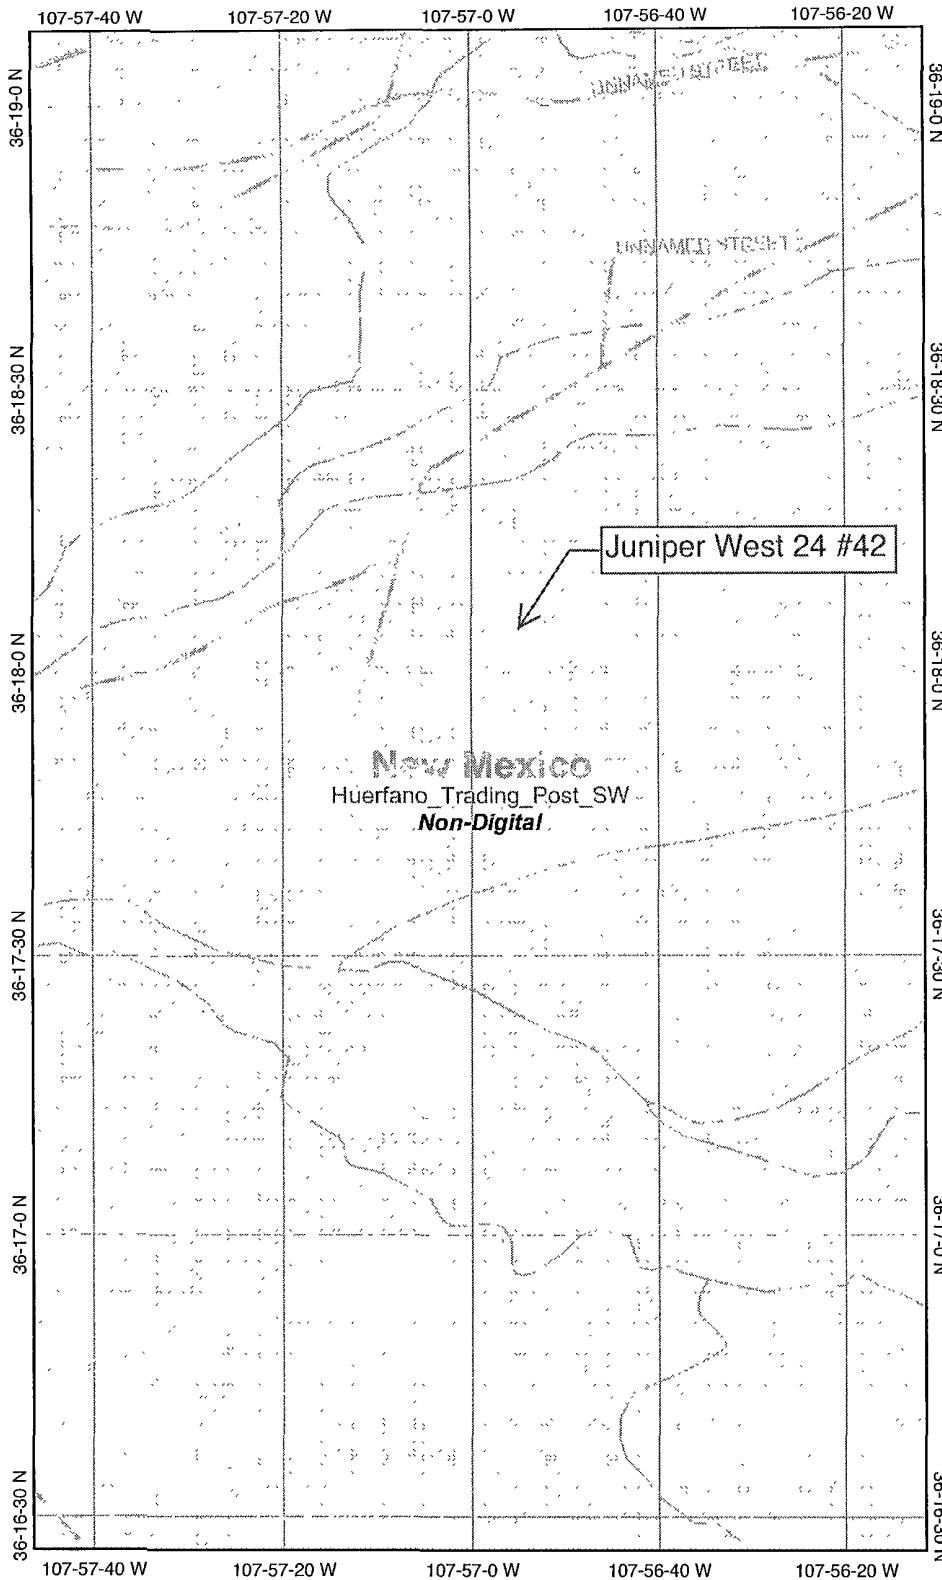 107-57-40 W 107-57-20 W 107-57-0 W 107-56-40 W 107-56-20 W
36-19-0 N 36-19-0 N
UNNAMED
UNNAMED STREET
36-18-30 N 36-18-30 N
Juniper West 24 #42
36-18-0 N 36-18-0 N
New Mexico
Huerfano_Trading_Post_SW
Non-Digital
36-17-30 N 36-17-30 N
36-17-0 N 36-17-0 N
36-16-30 N 36-16-30 N
107-57-40 W 107-57-20 W 107-57-0 W 107-56-40 W 107-56-20 W